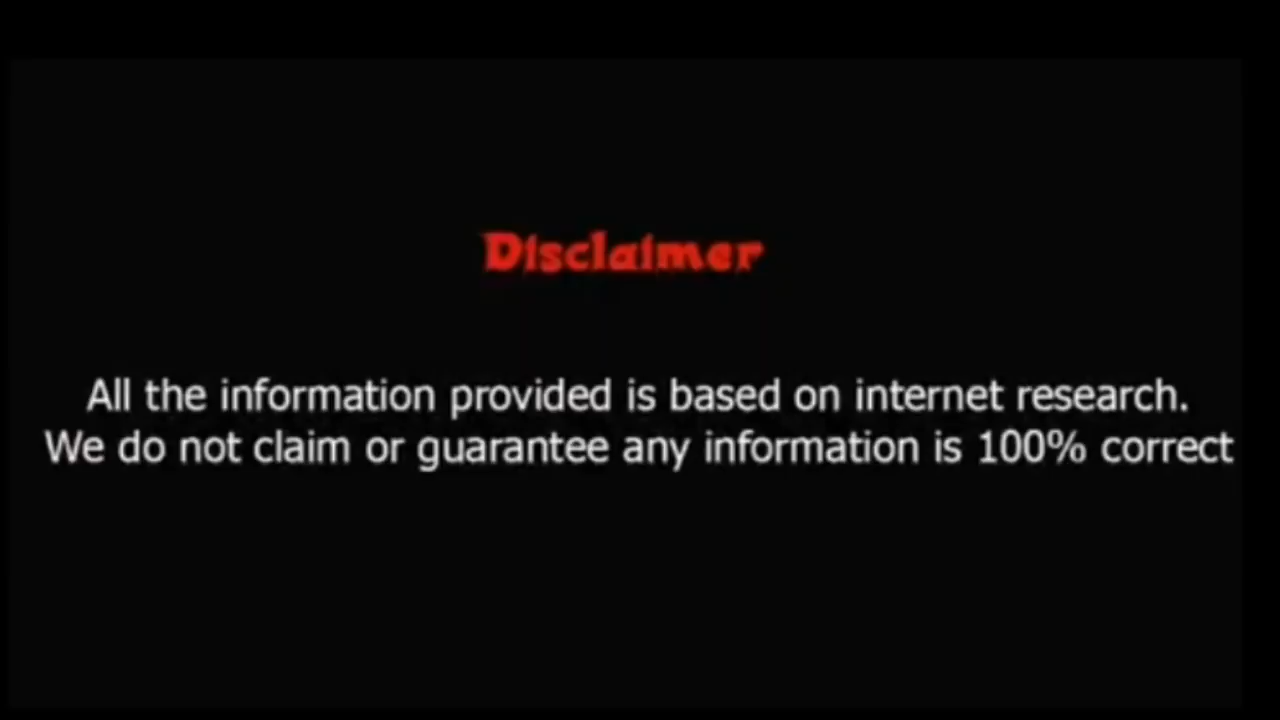 Disclaimer
All the information provided is based on internet research.
We do not claim or guarantee any information is 100% correct